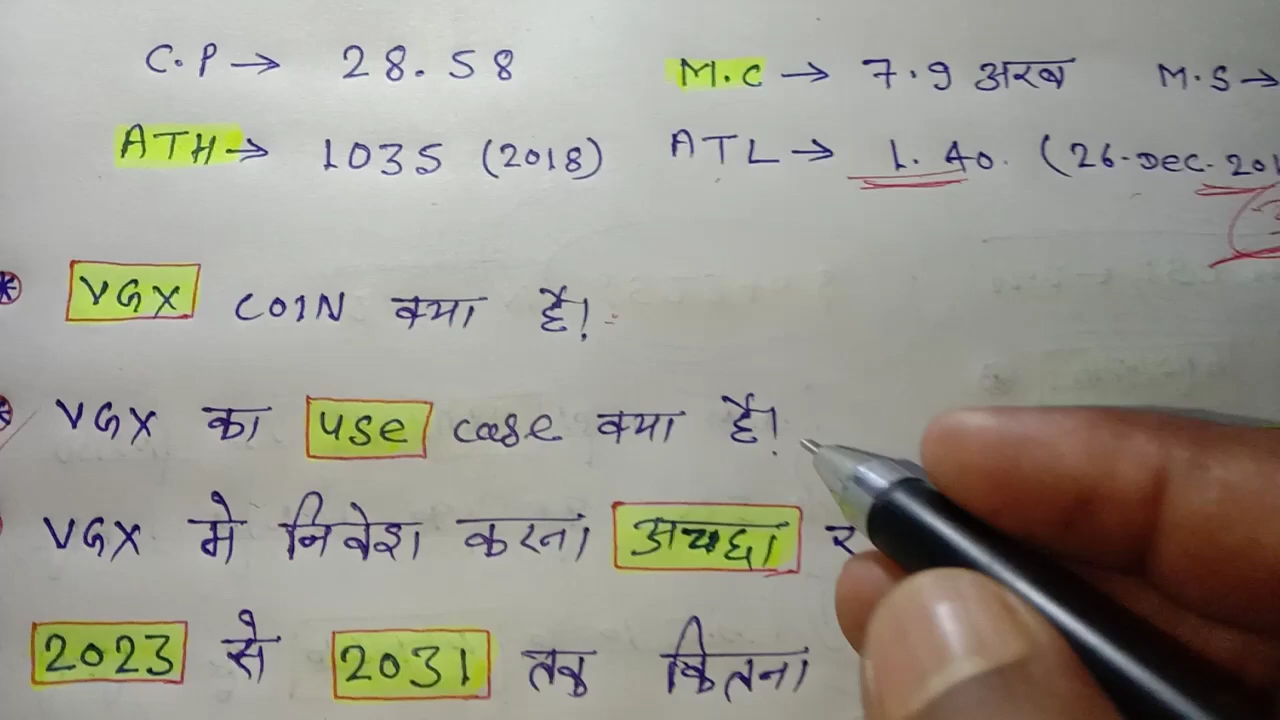 C.P → 28.58 M.C → 7.9 अरब M.S →
ATH → 1035 (2018) ATL → 1.40. (26-Dec-201
VGX COIN क्या है।
VGX का use case क्या है।
VGX मे निवेश करना अच्छा
2023 से 2031 तक कितना